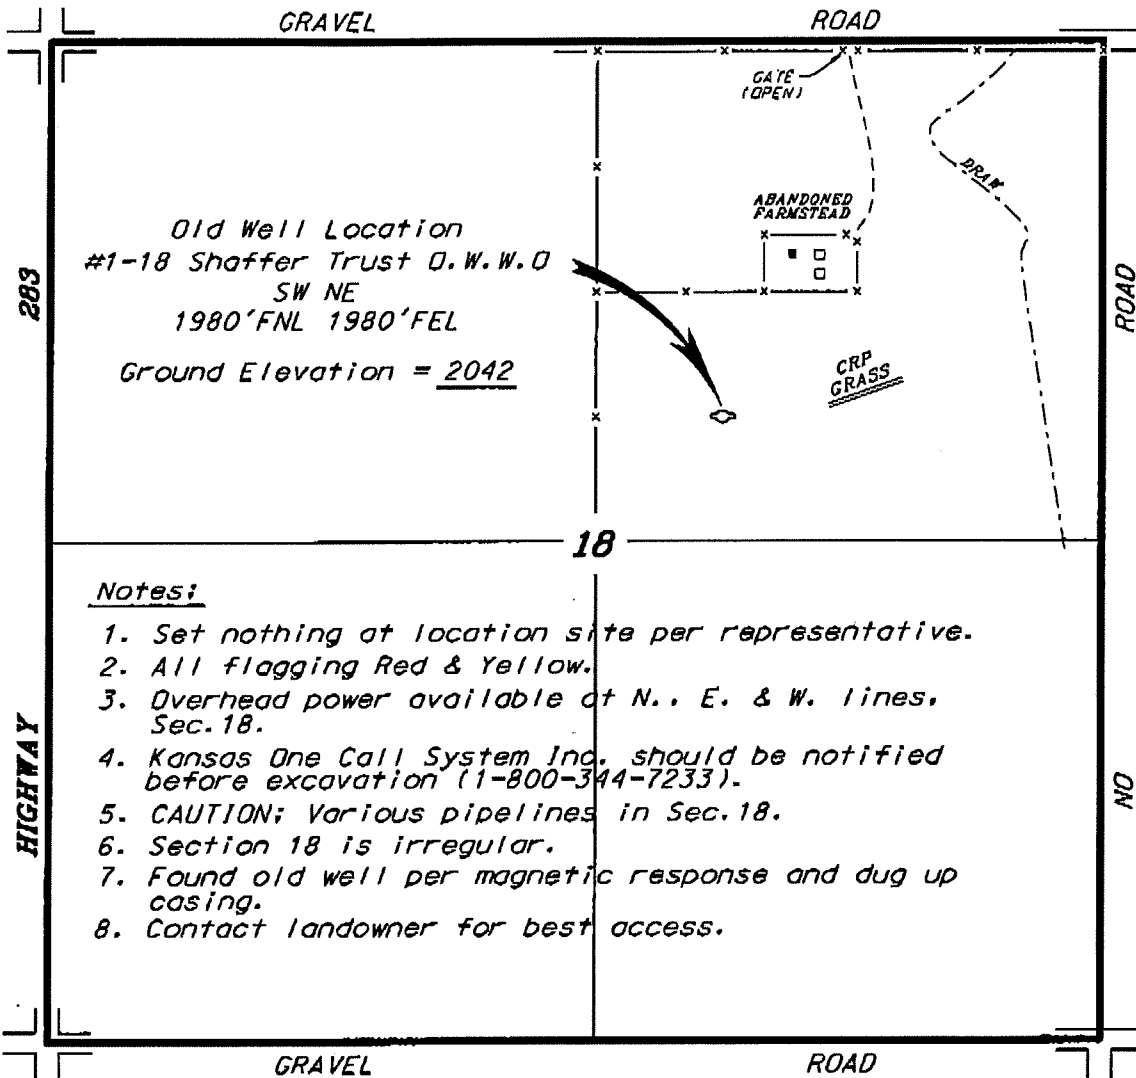 GRAVEL ROAD
GATE
(OPEN)
DRAW
ABANDONED
FARMSTEAD
Old Well Location
#1-18 Shaffer Trust O.W.W.O
SW NE
1980'FNL 1980'FEL
Ground Elevation = 2042
CRP
GRASS
HIGHWAY 283
NO ROAD
18
Notes:
1. Set nothing at location site per representative.
2. All flagging Red & Yellow.
3. Overhead power available at N., E. & W. lines,
Sec. 18.
4. Kansas One Call System Inc. should be notified
before excavation (1-800-344-7233).
5. CAUTION: Various pipelines in Sec. 18.
6. Section 18 is irregular.
7. Found old well per magnetic response and dug up
casing.
8. Contact landowner for best access.
GRAVEL ROAD